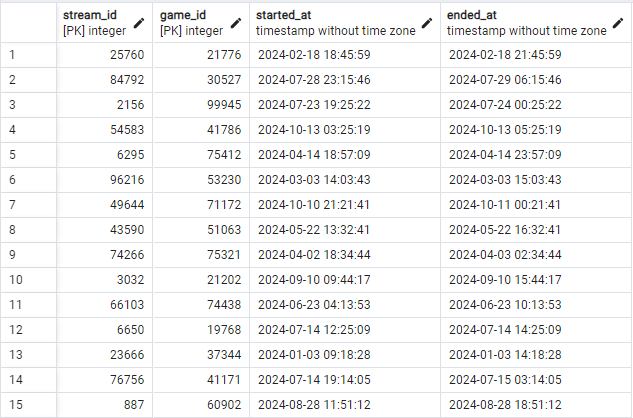 stream_id game_id started_at ended_at
[PK] integer [PK] integer timestamp without time zone timestamp without time zone
1 25760 21776 2024-02-18 18:45:59 2024-02-18 21:45:59
2 84792 30527 2024-07-28 23:15:46 2024-07-29 06:15:46
3 2156 99945 2024-07-23 19:25:22 2024-07-24 00:25:22
4 54583 41786 2024-10-13 03:25:19 2024-10-13 05:25:19
5 6295 75412 2024-04-14 18:57:09 2024-04-14 23:57:09
6 96216 53230 2024-03-03 14:03:43 2024-03-03 15:03:43
7 49644 71172 2024-10-10 21:21:41 2024-10-11 00:21:41
8 43590 51063 2024-05-22 13:32:41 2024-05-22 16:32:41
9 74266 75321 2024-04-02 18:34:44 2024-04-03 02:34:44
10 3032 21202 2024-09-10 09:44:17 2024-09-10 15:44:17
11 66103 74438 2024-06-23 04:13:53 2024-06-23 10:13:53
12 6650 19768 2024-07-14 12:25:09 2024-07-14 14:25:09
13 23666 37344 2024-01-03 09:18:28 2024-01-03 14:18:28
14 76756 41171 2024-07-14 19:14:05 2024-07-15 03:14:05
15 887 60902 2024-08-28 11:51:12 2024-08-28 18:51:12